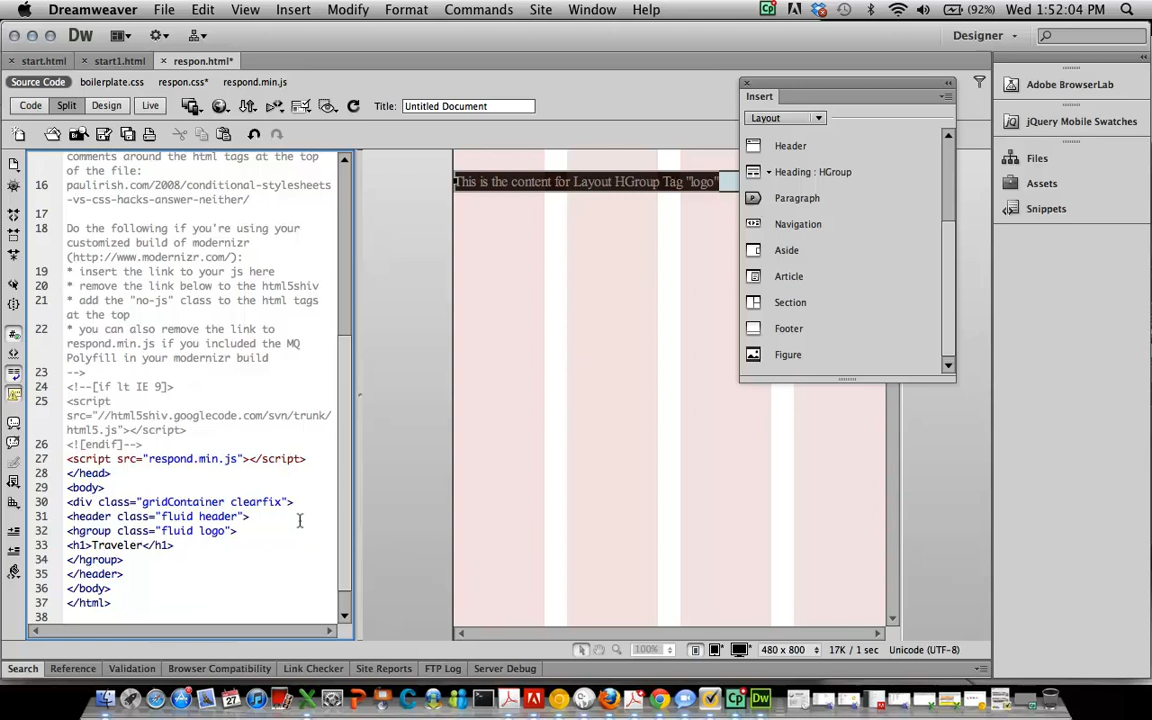 Dreamweaver File Edit View Insert Modify Format Commands Site Window Help (92%) Wed 1:52:04 PM
Dw Designer
start.html start1.html respon.html*
Source Code boilerplate.css respon.css* respond.min.js
Code Split Design Live Title: Untitled Document
comments around the html tags at the top
of the file:
16 paulirish.com/2008/conditional-stylesheets
-vs-css-hacks-answer-neither/
17
18 Do the following if you're using your
customized build of modernizr
(http://www.modernizr.com/):
19 * insert the link to your js here
20 * remove the link below to the html5shiv
21 * add the "no-js" class to the html tags
at the top
22 * you can also remove the link to
respond.min.js if you included the MQ
Polyfill in your modernizr build
23 -->
24 <!--[if lt IE 9]>
25 <script
src="//html5shiv.googlecode.com/svn/trunk/
html5.js"></script>
26 <![endif]-->
27 <script src="respond.min.js"></script>
28 </head>
29 <body>
30 <div class="gridContainer clearfix">
31 <header class="fluid header">
32 <hgroup class="fluid logo">
33 <h1>Traveler</h1>
34 </hgroup>
35 </header>
36 </body>
37 </html>
38
This is the content for Layout HGroup Tag "logo"
Insert
Layout
Header
Heading : HGroup
Paragraph
Navigation
Aside
Article
Section
Footer
Figure
Adobe BrowserLab
jQuery Mobile Swatches
Files
Assets
Snippets
100% 480 x 800 17K / 1 sec Unicode (UTF-8)
Search Reference Validation Browser Compatibility Link Checker Site Reports FTP Log Server Debug
27 Cp Dw